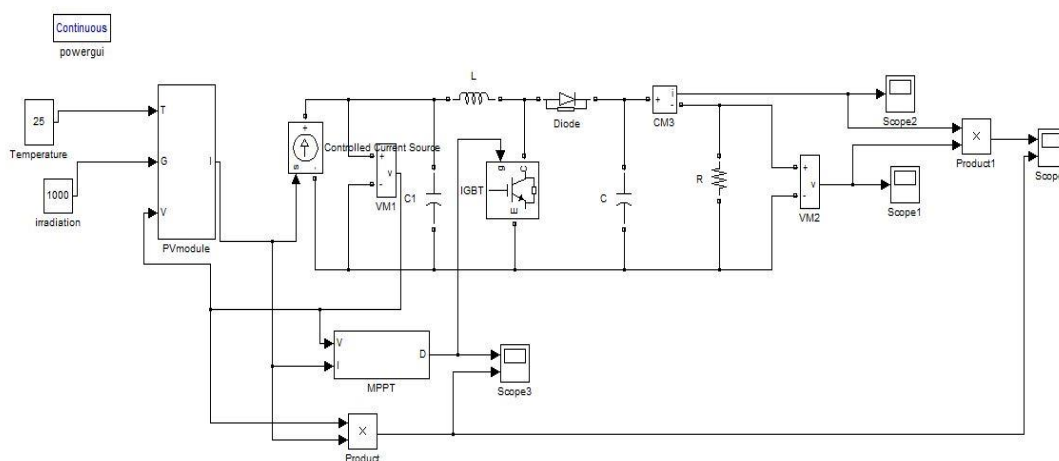 Continuous
powergui
25
Temperature
1000
irradiation
T
G
V
I
PVmodule
+
s
-
Controlled Current Source
+
-
v
VM1
C1
L
g
C
E
IGBT
Diode
C
+
i
-
CM3
R
+
-
v
VM2
Scope2
Scope1
X
Product1
Scope
V
I
D
MPPT
Scope3
X
Product